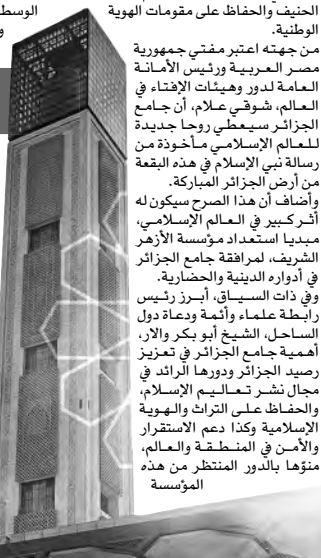 الحنيف والحفاظ على مقومات الهوية
الوطنية.
من جهته اعتبر مفتي جمهورية
مصر العربية ورئيس الأمانة
العامة لدور وهيئات الإفتاء في
العالم، شوقي علام، أن جامع
الجزائر سيعطي روحا جديدة
للعالم الإسلامي مأخوذة من
رسالة نبي الإسلام في هذه البقعة
من أرض الجزائر المباركة.
وأضاف أن هذا الصرح سيكون له
أثر كبير في العالم الإسلامي،
مبديا استعداد مؤسسة الأزهر
الشريف، لمرافقة جامع الجزائر
في أدواره الدينية والحضارية.
وفي ذات السياق، أبرز رئيس
رابطة علماء وأئمة ودعاة دول
الساحل، الشيخ أبو بكر والار،
أهمية جامع الجزائر في تعزيز
رصيد الجزائر ودورها الرائد في
مجال نشر تعاليم الإسلام،
والحفاظ على التراث والهوية
الإسلامية وكذا دعم الاستقرار
والأمن في المنطقة والعالم،
منوّها بالدور المنتظر من هذه
المؤسسة
الوسط
و